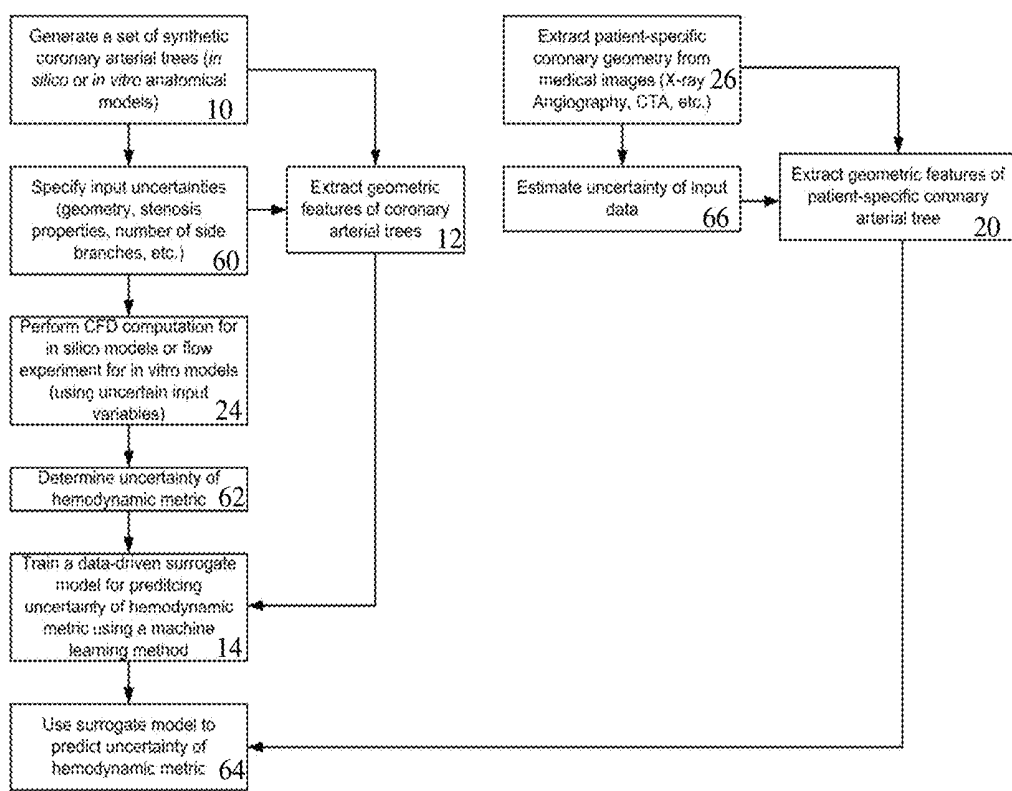 Generate a set of synthetic
coronary arterial trees (in
silico or in vitro anatomical
models)
10
Specify input uncertainties
(geometry, stenosis
properties, number of side
branches, etc.)
60
Extract geometric
features of coronary
arterial trees
12
Perform CFD computation for
in silico models or flow
experiment for in vitro models
(using uncertain input
variables)
24
Determine uncertainty of
hemodynamic metric
62
Train a data-driven surrogate
model for preditcing
uncertainty of hemodynamic
metric using a machine
learning method
14
Use surrogate model to
predict uncertainty of
hemodynamic metric
64
Extract patient-specific
coronary geometry from
medical images (X-ray
Angiography, CTA, etc.)
26
Estimate uncertainty of input
data
66
Extract geometric features of
patient-specific coronary
arterial tree
20